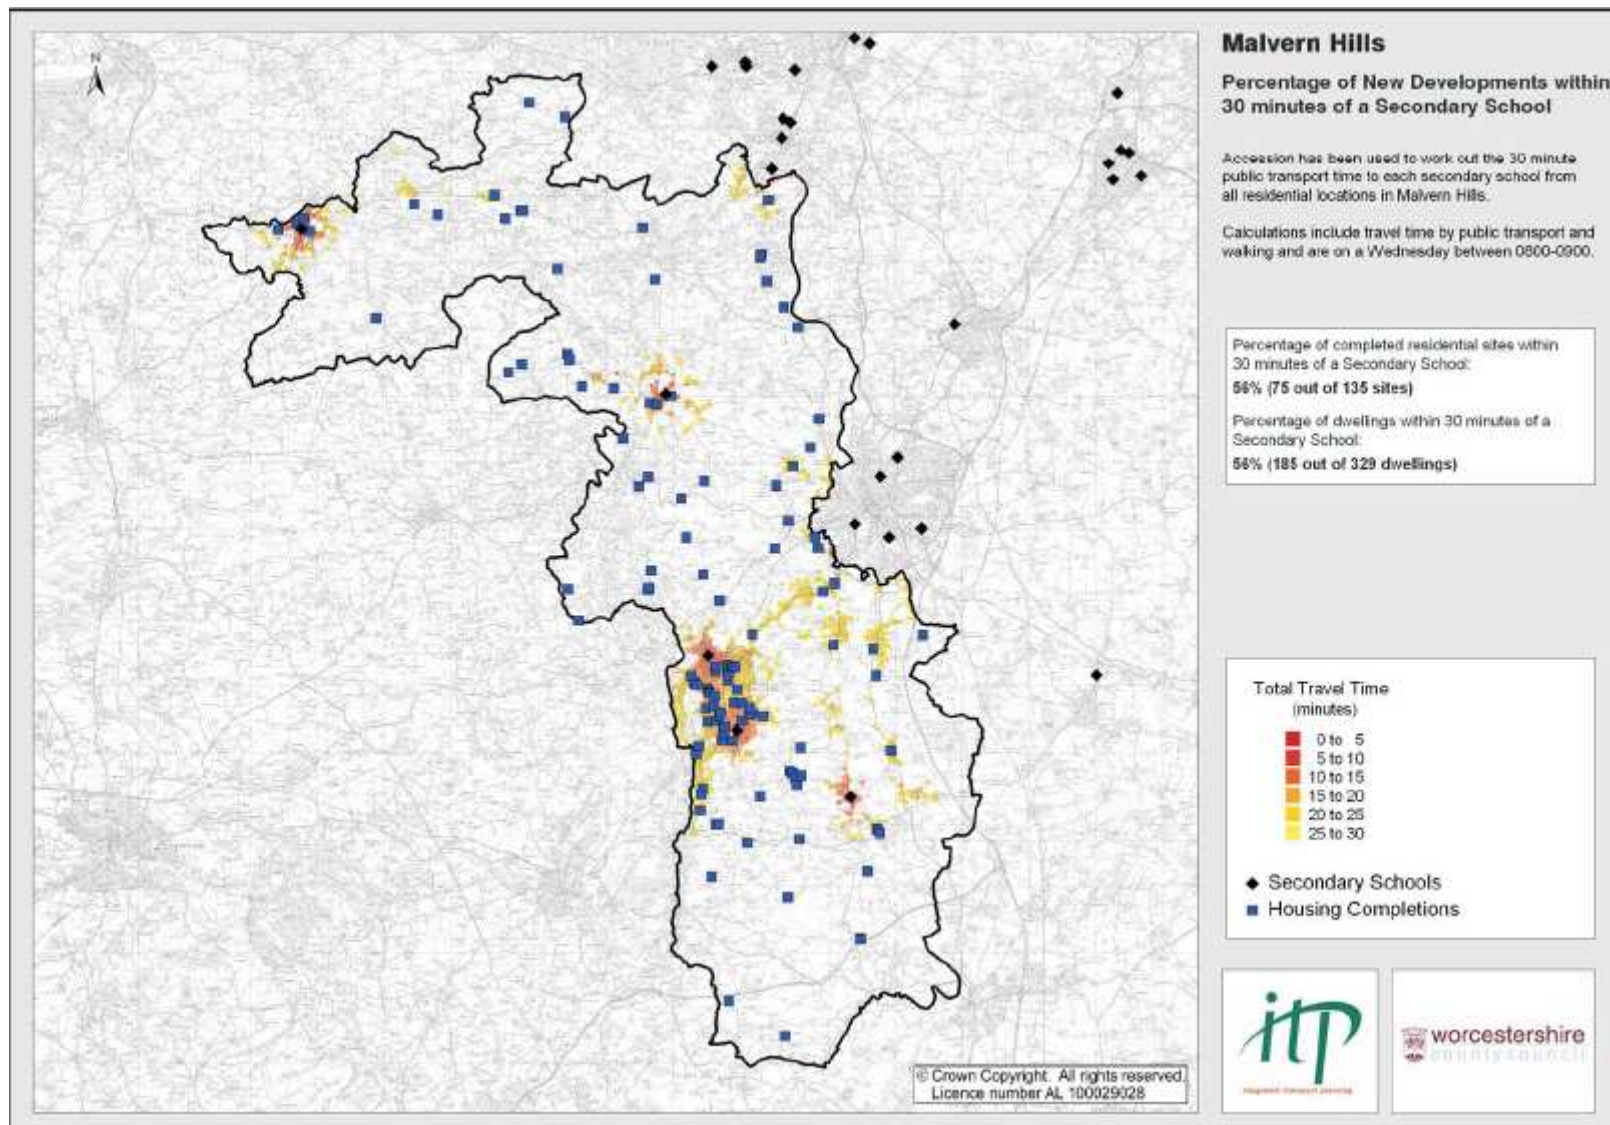 N
Malvern Hills
Percentage of New Developments within
30 minutes of a Secondary School
Accession has been used to work out the 30 minute
public transport time to each secondary school from
all residential locations in Malvern Hills.
Calculations include travel time by public transport and
walking and are on a Wednesday between 0800-0900.
Percentage of completed residential sites within
30 minutes of a Secondary School:
56% (75 out of 135 sites)
Percentage of dwellings within 30 minutes of a
Secondary School:
56% (185 out of 329 dwellings)
Total Travel Time
(minutes)
0 to 5
5 to 10
10 to 15
15 to 20
20 to 25
25 to 30
Secondary Schools
Housing Completions
itp
integrated transport planning
worcestershire
countycouncil
© Crown Copyright. All rights reserved.
Licence number AL 100029028